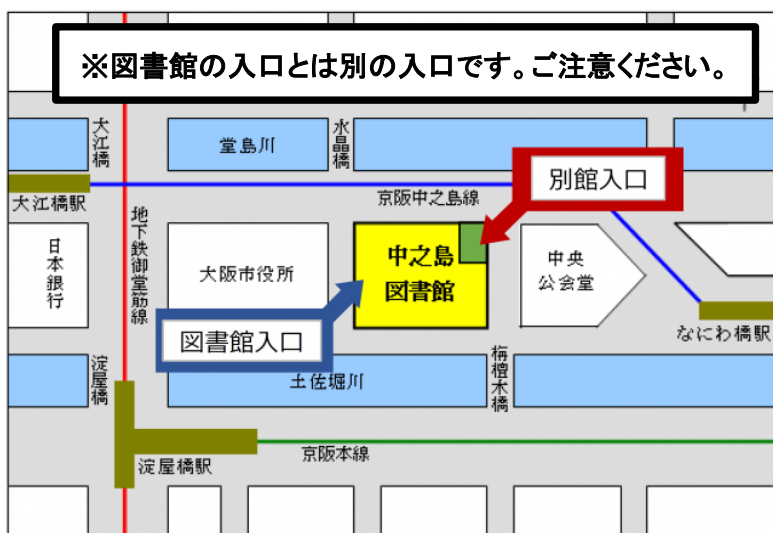 ※図書館の入口とは別の入口です。ご注意ください。
大江橋
堂島川
水晶橋
別館入口
大江橋駅
京阪中之島線
地下鉄御堂筋線
日本銀行
大阪市役所
中之島
図書館
中央
公会堂
図書館入口
なにわ橋駅
淀屋橋
土佐堀川
栴檀木橋
淀屋橋駅
京阪本線